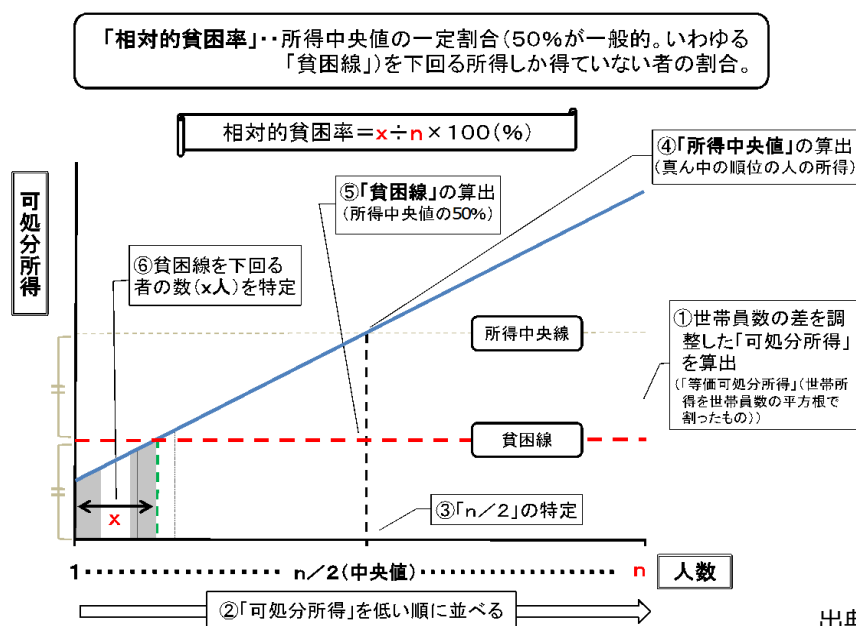 「相対的貧困率」‥所得中央値の一定割合(50%が一般的。いわゆる
「貧困線」)を下回る所得しか得ていない者の割合。
相対的貧困率=x÷n×100(%)
④「所得中央値」の算出
(真ん中の順位の人の所得)
⑤「貧困線」の算出
(所得中央値の50%)
可処分所得
⑥貧困線を下回る
者の数(x人)を特定
所得中央線
①世帯員数の差を調
整した「可処分所得」
を算出
(「等価可処分所得」(世帯所
得を世帯員数の平方根で
割ったもの))
貧困線
x
③「n/2」の特定
1‥‥‥‥‥‥n/2(中央値)‥‥‥‥‥‥n 人数
②「可処分所得」を低い順に並べる
出典